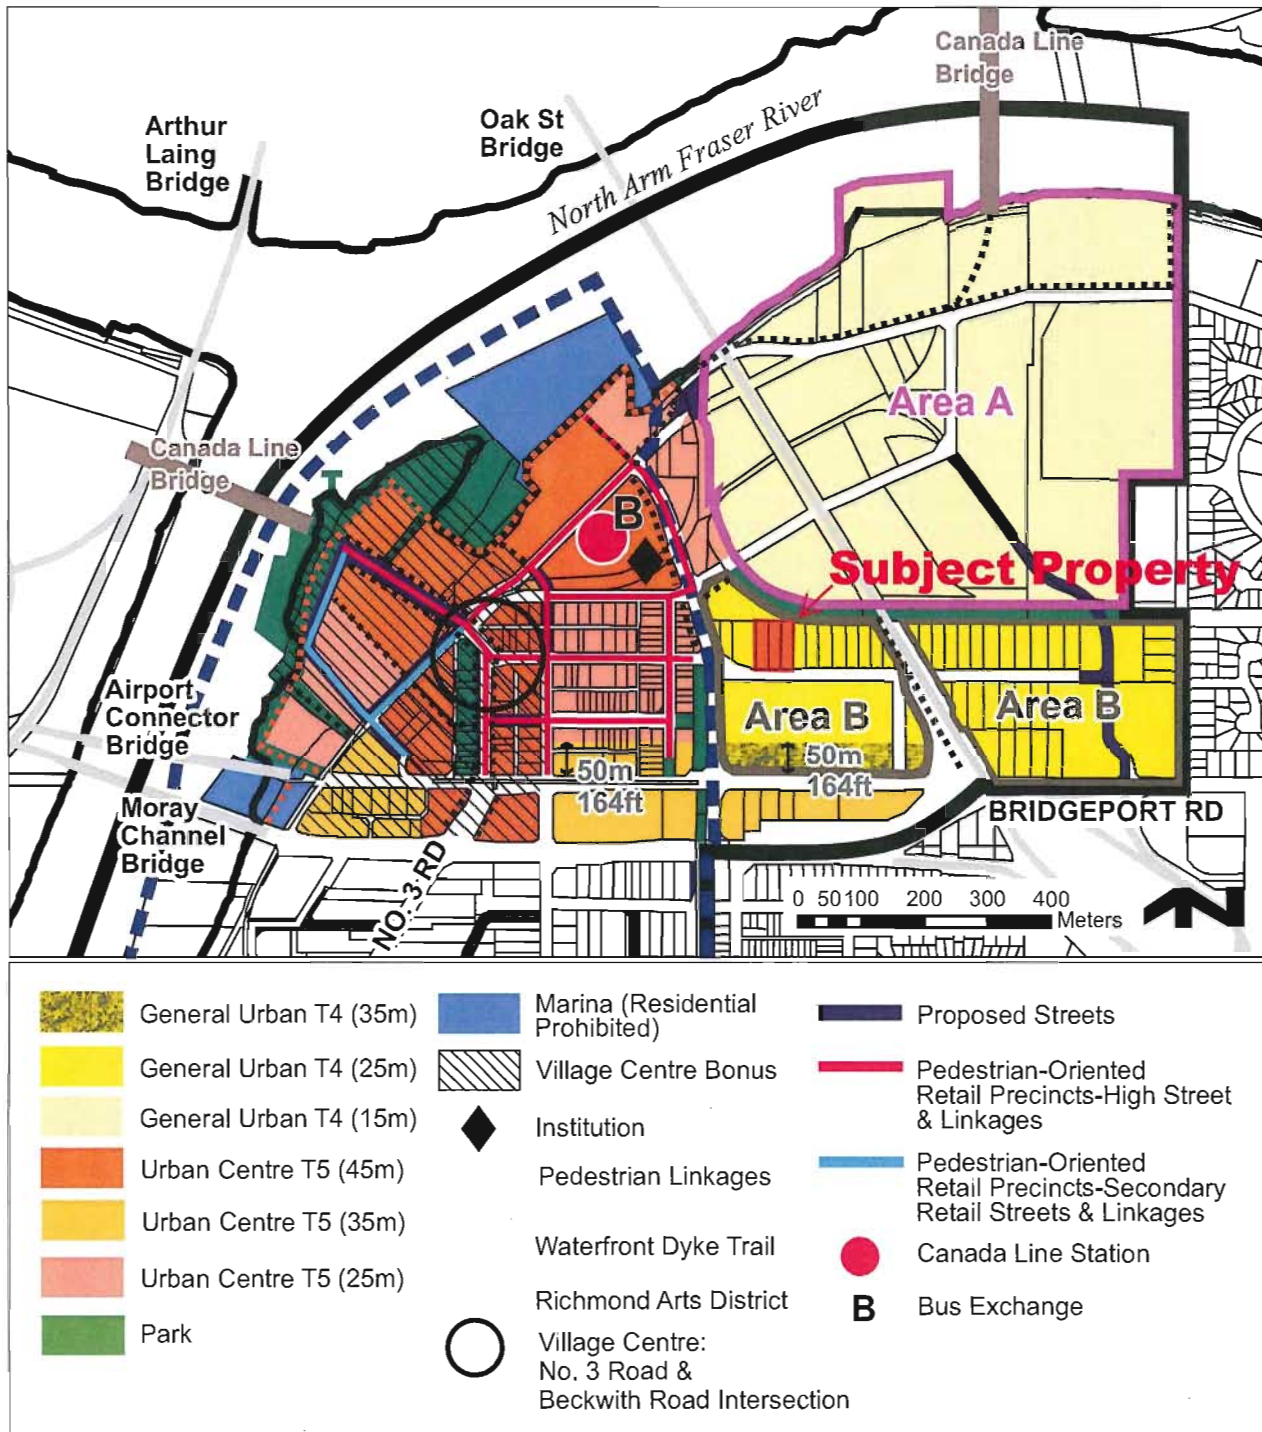 Canada Line
Bridge
Arthur
Laing
Bridge
Oak St
Bridge
North Arm Fraser River
Area A
Canada Line
Bridge
B
Subject Property
Airport
Connector
Bridge
Area B
Area B
50m
164ft
50m
164ft
Moray
Channel
Bridge
BRIDGEPORT RD
NO. 3 RD
0 50 100 200 300 400
Meters
General Urban T4 (35m)
General Urban T4 (25m)
General Urban T4 (15m)
Urban Centre T5 (45m)
Urban Centre T5 (35m)
Urban Centre T5 (25m)
Park
Marina (Residential
Prohibited)
Village Centre Bonus
Institution
Pedestrian Linkages
Waterfront Dyke Trail
Richmond Arts District
Village Centre:
No. 3 Road &
Beckwith Road Intersection
Proposed Streets
Pedestrian-Oriented
Retail Precincts-High Street
& Linkages
Pedestrian-Oriented
Retail Precincts-Secondary
Retail Streets & Linkages
Canada Line Station
B Bus Exchange